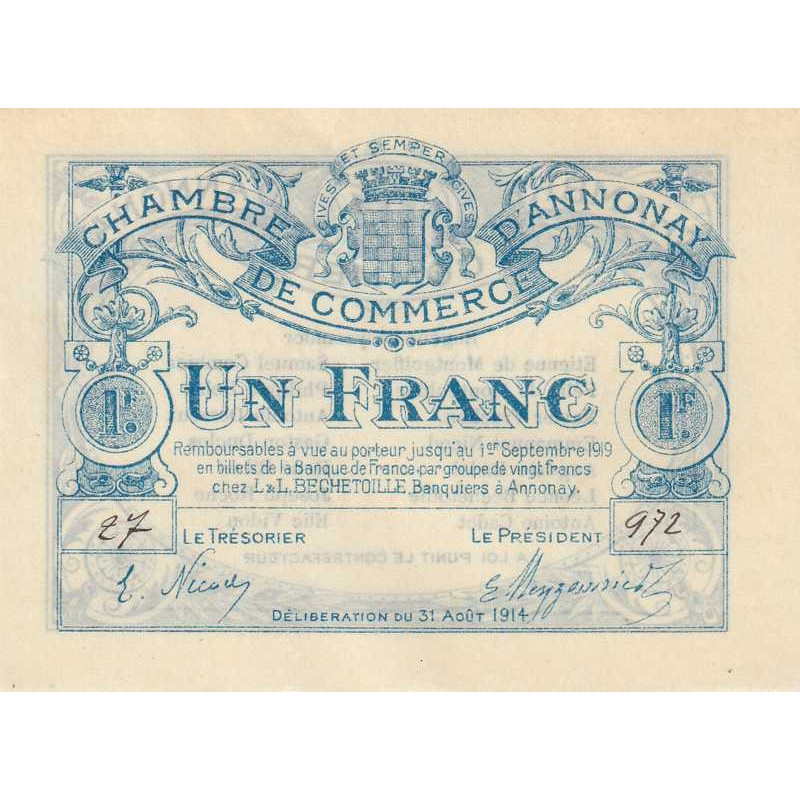 CIVES ET SEMPER CIVES
CHAMBRE
DE COMMERCE
D'ANNONAY
1F. UN FRANC 1F.
Remboursables à vue au porteur jusqu'au 1er Septembre 1919
en billets de la Banque de France par groupe de vingt francs
chez L & L. BECHETOILLE, Banquiers à Annonay.
27 LE TRÉSORIER LE PRÉSIDENT 972
E. Nicod
DÉLIBERATION DU 31 AOÛT 1914